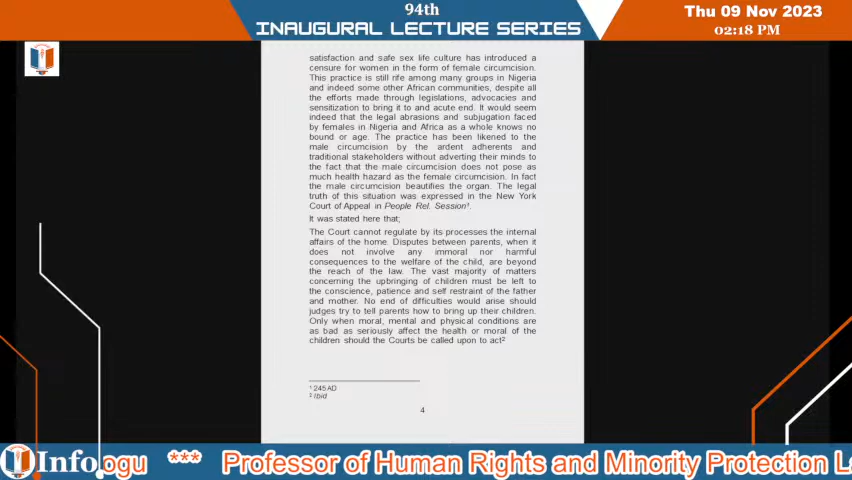 94th
INAUGURAL LECTURE SERIES
Thu 09 Nov 2023
02:18 PM
satisfaction and safe sex life culture has introduced a
censure for women in the form of female circumcision.
This practice is still rife among many groups in Nigeria
and indeed some other African communities, despite all
the efforts made through legislations, advocacies and
sensitization to bring it to and acute end. It would seem
indeed that the legal abrasions and subjugation faced
by females in Nigeria and Africa as a whole knows no
bound or age. The practice has been likened to the
male circumcision by the ardent adherents and
traditional stakeholders without adverting their minds to
the fact that the male circumcision does not pose as
much health hazard as the female circumcision. In fact
the male circumcision beautifies the organ. The legal
truth of this situation was expressed in the New York
Court of Appeal in People Rel. Session¹.
It was stated here that;
The Court cannot regulate by its processes the internal
affairs of the home. Disputes between parents, when it
does not involve any immoral nor harmful
consequences to the welfare of the child, are beyond
the reach of the law. The vast majority of matters
concerning the upbringing of children must be left to
the conscience, patience and self restraint of the father
and mother. No end of difficulties would arise should
judges try to tell parents how to bring up their children.
Only when moral, mental and physical conditions are
as bad as seriously affect the health or moral of the
children should the Courts be called upon to act²
¹ 245 AD
² Ibid
4
Info. ogu *** Professor of Human Rights and Minority Protection La